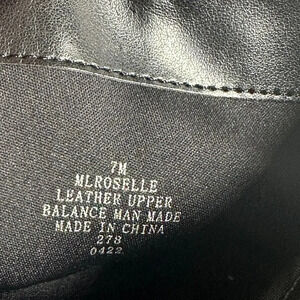 7M
MLROSELLE
LEATHER UPPER
BALANCE MAN MADE
MADE IN CHINA
278
0422